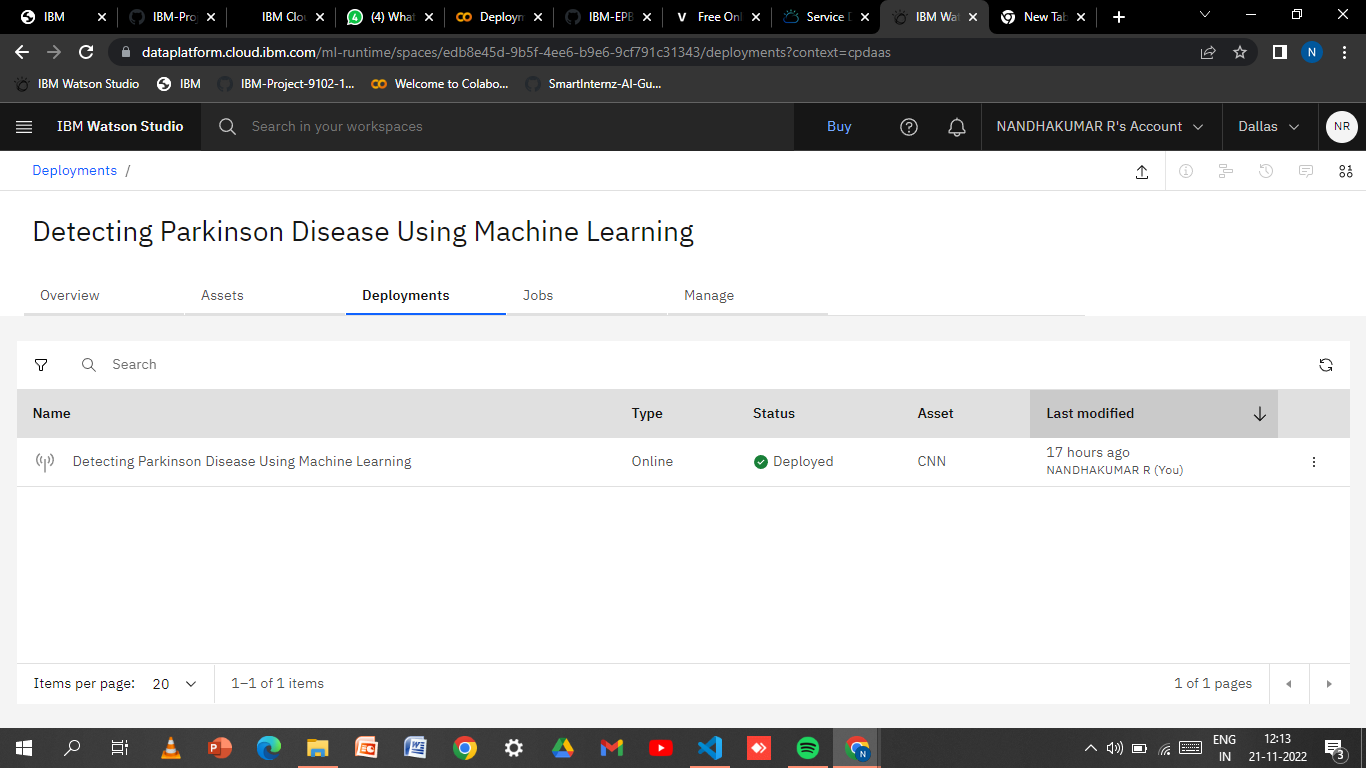 IBM
IBM-Proj
IBM Clou
(4) What
Deploym
IBM-EPB
Free Onl
Service D
IBM Wat
New Tab
dataplatform.cloud.ibm.com/ml-runtime/spaces/edb8e45d-9b5f-4ee6-b9e6-9cf791c31343/deployments?context=cpdaas
N
IBM Watson Studio
IBM
IBM-Project-9102-1...
Welcome to Colabo...
SmartInternz-AI-Gu...
IBM Watson Studio
Search in your workspaces
Buy
NANDHAKUMAR R's Account
Dallas
NR
Deployments /
Detecting Parkinson Disease Using Machine Learning
Overview
Assets
Deployments
Jobs
Manage
Search
Name Type Status Asset Last modified
Detecting Parkinson Disease Using Machine Learning Online Deployed CNN 17 hours ago
NANDHAKUMAR R (You)
Items per page: 20 1–1 of 1 items 1 of 1 pages
ENG
IN
12:13
21-11-2022
3